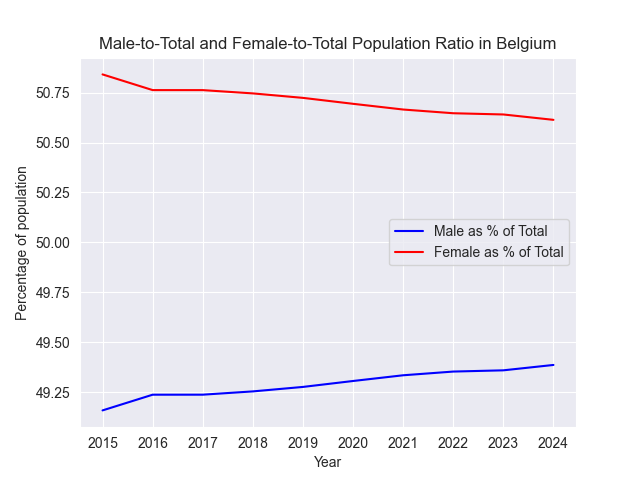 Male-to-Total and Female-to-Total Population Ratio in Belgium
Percentage of population
50.75
50.50
50.25
50.00
49.75
49.50
49.25
Male as % of Total
Female as % of Total
2015 2016 2017 2018 2019 2020 2021 2022 2023 2024
Year